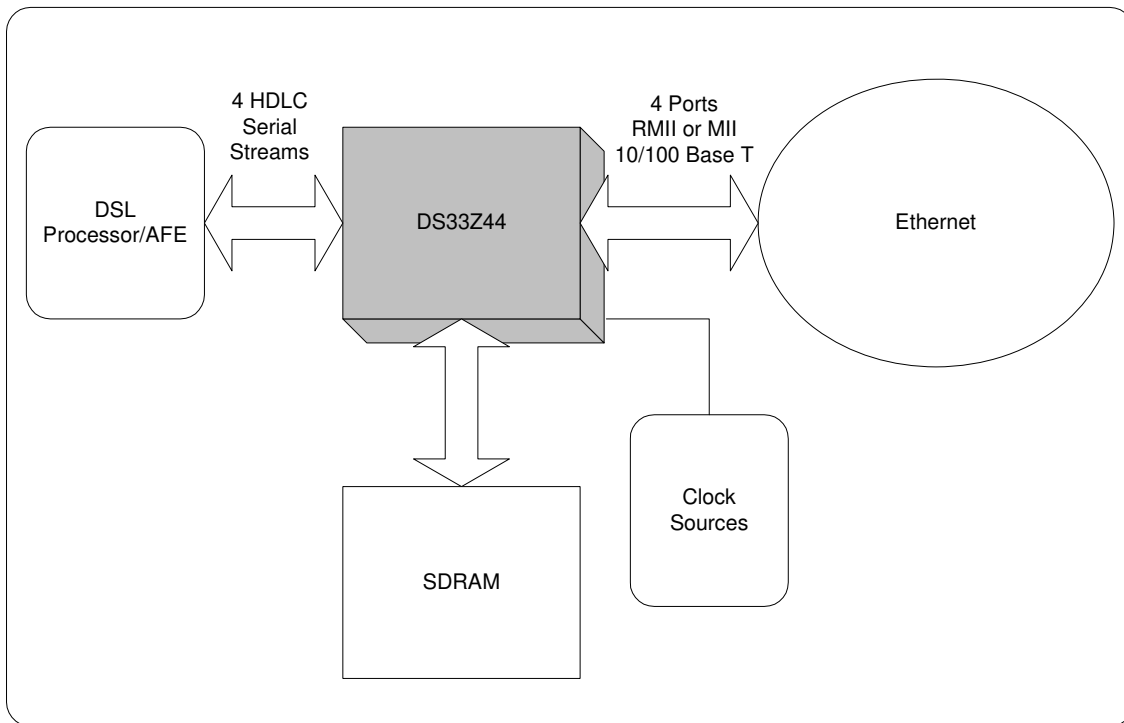 4 HDLC
Serial
Streams
4 Ports
RMII or MII
10/100 Base T
DSL
Processor/AFE
DS33Z44
Ethernet
Clock
Sources
SDRAM